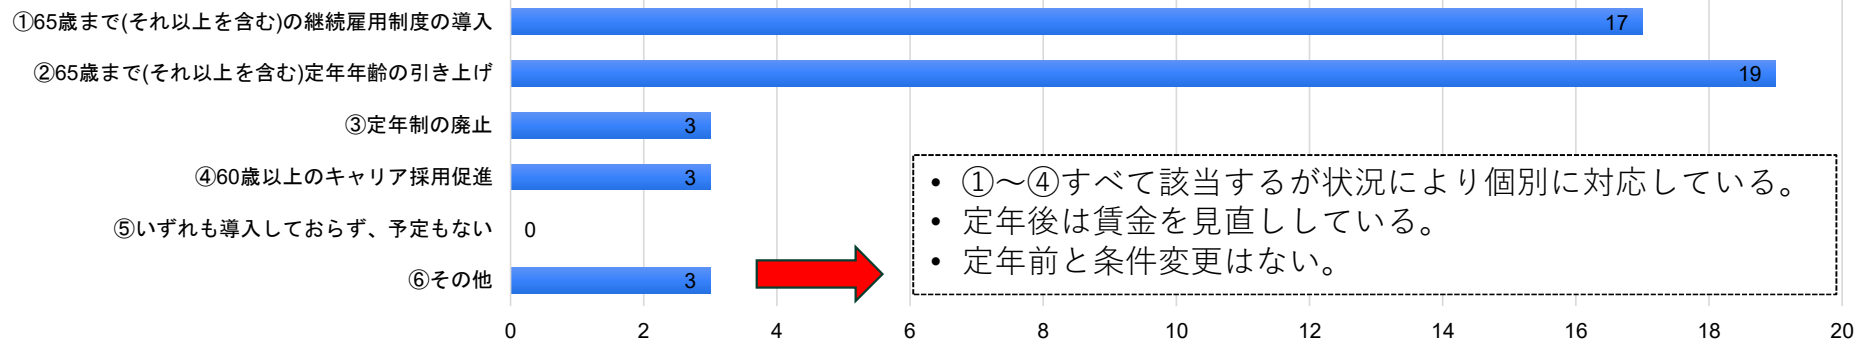 ①65歳まで(それ以上を含む)の継続雇用制度の導入
17
②65歳まで(それ以上を含む)定年年齢の引き上げ
19
③定年制の廃止
3
④60歳以上のキャリア採用促進
3
⑤いずれも導入しておらず、予定もない
0
⑥その他
3
• ①～④すべて該当するが状況により個別に対応している。
• 定年後は賃金を見直ししている。
• 定年前と条件変更はない。
0 2 4 6 8 10 12 14 16 18 20